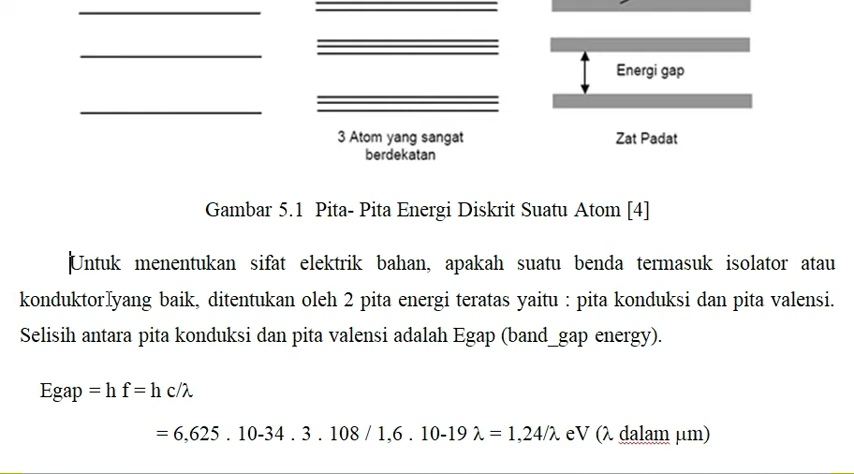 Energi gap
3 Atom yang sangat
berdekatan
Zat Padat
Gambar 5.1 Pita- Pita Energi Diskrit Suatu Atom [4]
Untuk menentukan sifat elektrik bahan, apakah suatu benda termasuk isolator atau
konduktor yang baik, ditentukan oleh 2 pita energi teratas yaitu : pita konduksi dan pita valensi.
Selisih antara pita konduksi dan pita valensi adalah Egap (band_gap energy).
Egap = h f = h c/λ
= 6,625 . 10-34 . 3 . 108 / 1,6 . 10-19 λ = 1,24/λ eV (λ dalam μm)